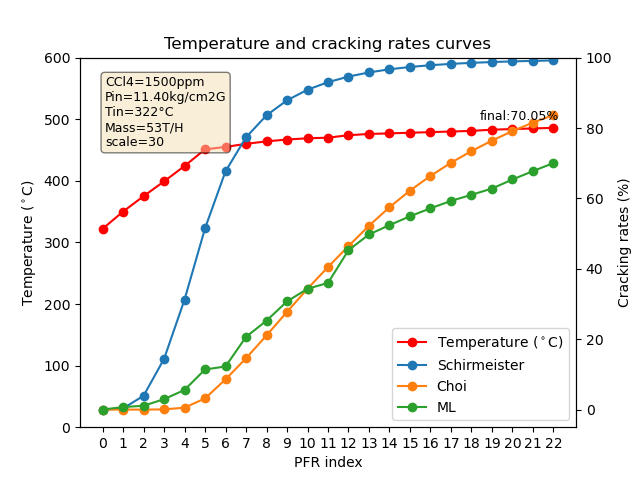 Temperature and cracking rates curves
600
500
400
300
200
100
0
Temperature (°C)
CCl4=1500ppm
Pin=11.40kg/cm2G
Tin=322°C
Mass=53T/H
scale=30
final:70.05%
100
80
60
40
20
0
Cracking rates (%)
Temperature (°C)
Schirmeister
Choi
ML
0 1 2 3 4 5 6 7 8 9 10 11 12 13 14 15 16 17 18 19 20 21 22
PFR index